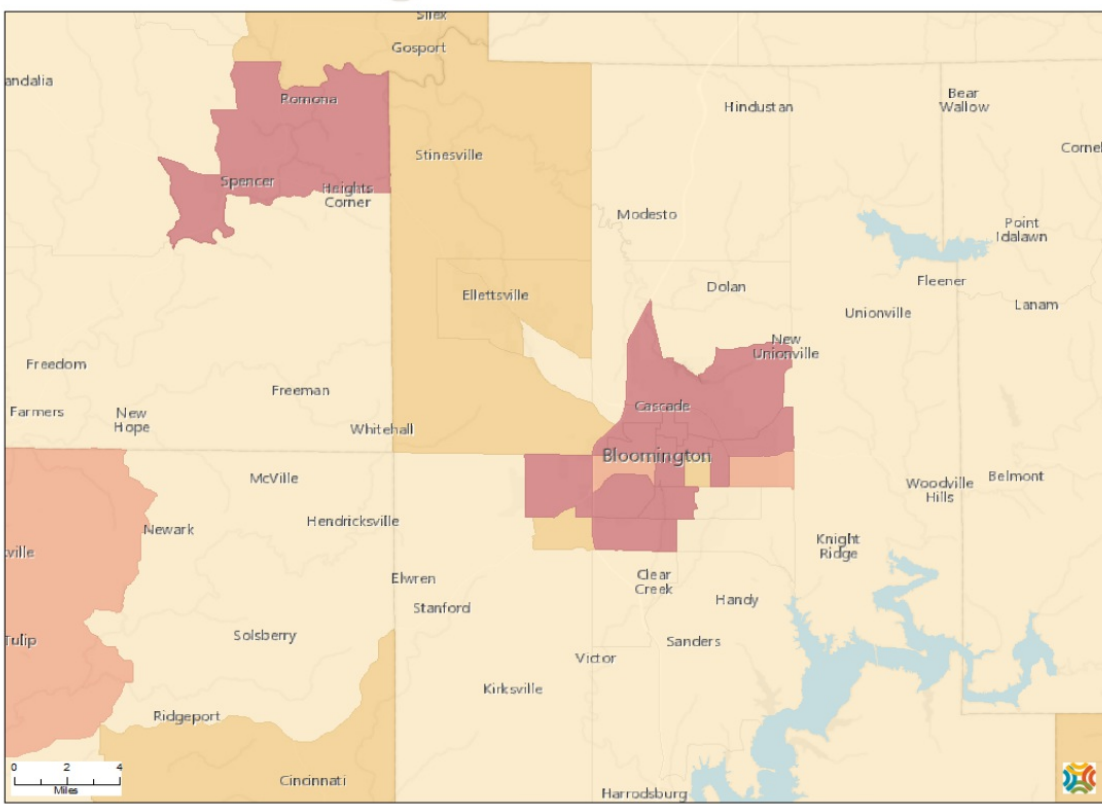 Gosport
andalia
Romona
Hindustan
Bear
Wallow
Stinesville
Spencer
Heights
Corner
Modesto
Point
Idalawn
Ellettsville
Dolan
Fleener
Unionville
Lanam
New
Unionville
Freedom
Freeman
Farmers
New
Hope
Cascade
Whitehall
Bloomington
McVille
Woodville
Hills
Belmont
Newark
Hendricksville
ville
Knight
Ridge
Elwren
Clear
Creek
Stanford
Handy
Tulip
Solsberry
Sanders
Victor
Kirksville
Ridgeport
0 2 4
Miles
Cincinnati
Harrodsburg